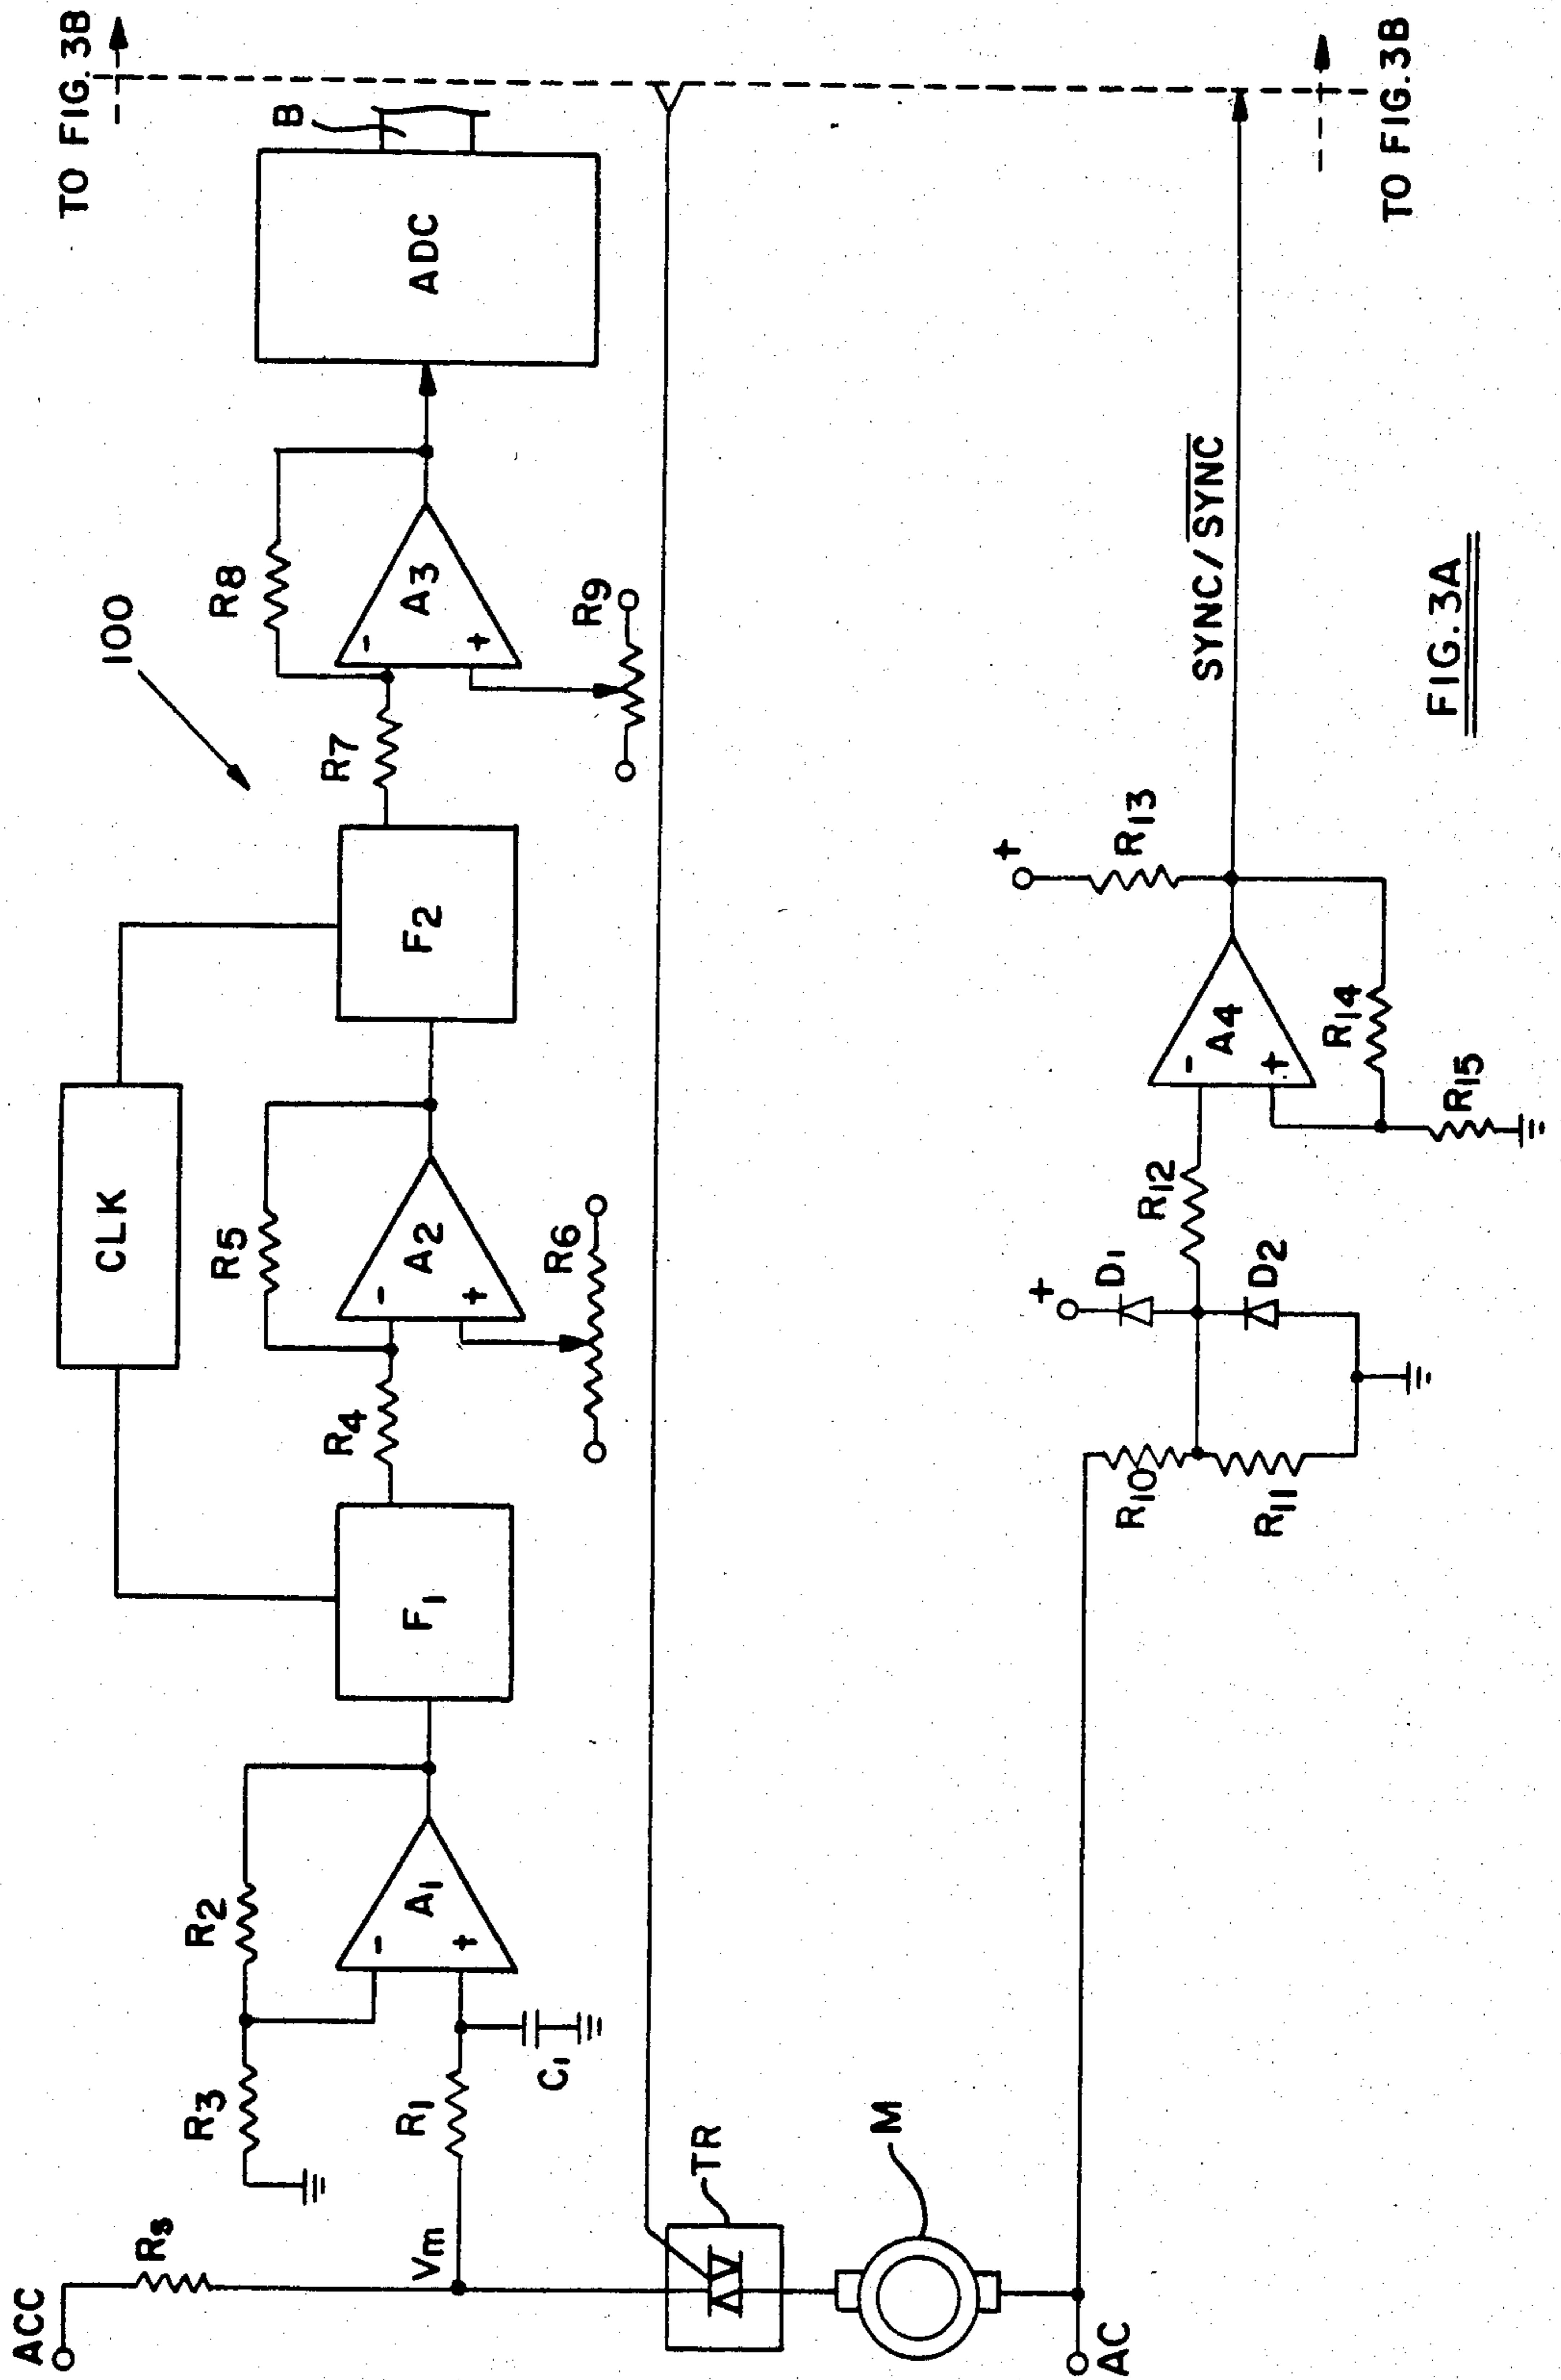 TO FIG. 3B
B
ADC
100
R8
A3
-
+
R7
R9
F2
CLK
R5
A2
-
+
R4
R6
F1
R2
A1
-
+
R3
R1
C1
ACC
Rs
Vm
TR
M
AC
SYNC/S̅Y̅N̅C̅
+
R13
A4
-
+
R14
R15
R12
+
D1
D2
R10
R11
TO FIG. 3B
FIG. 3A